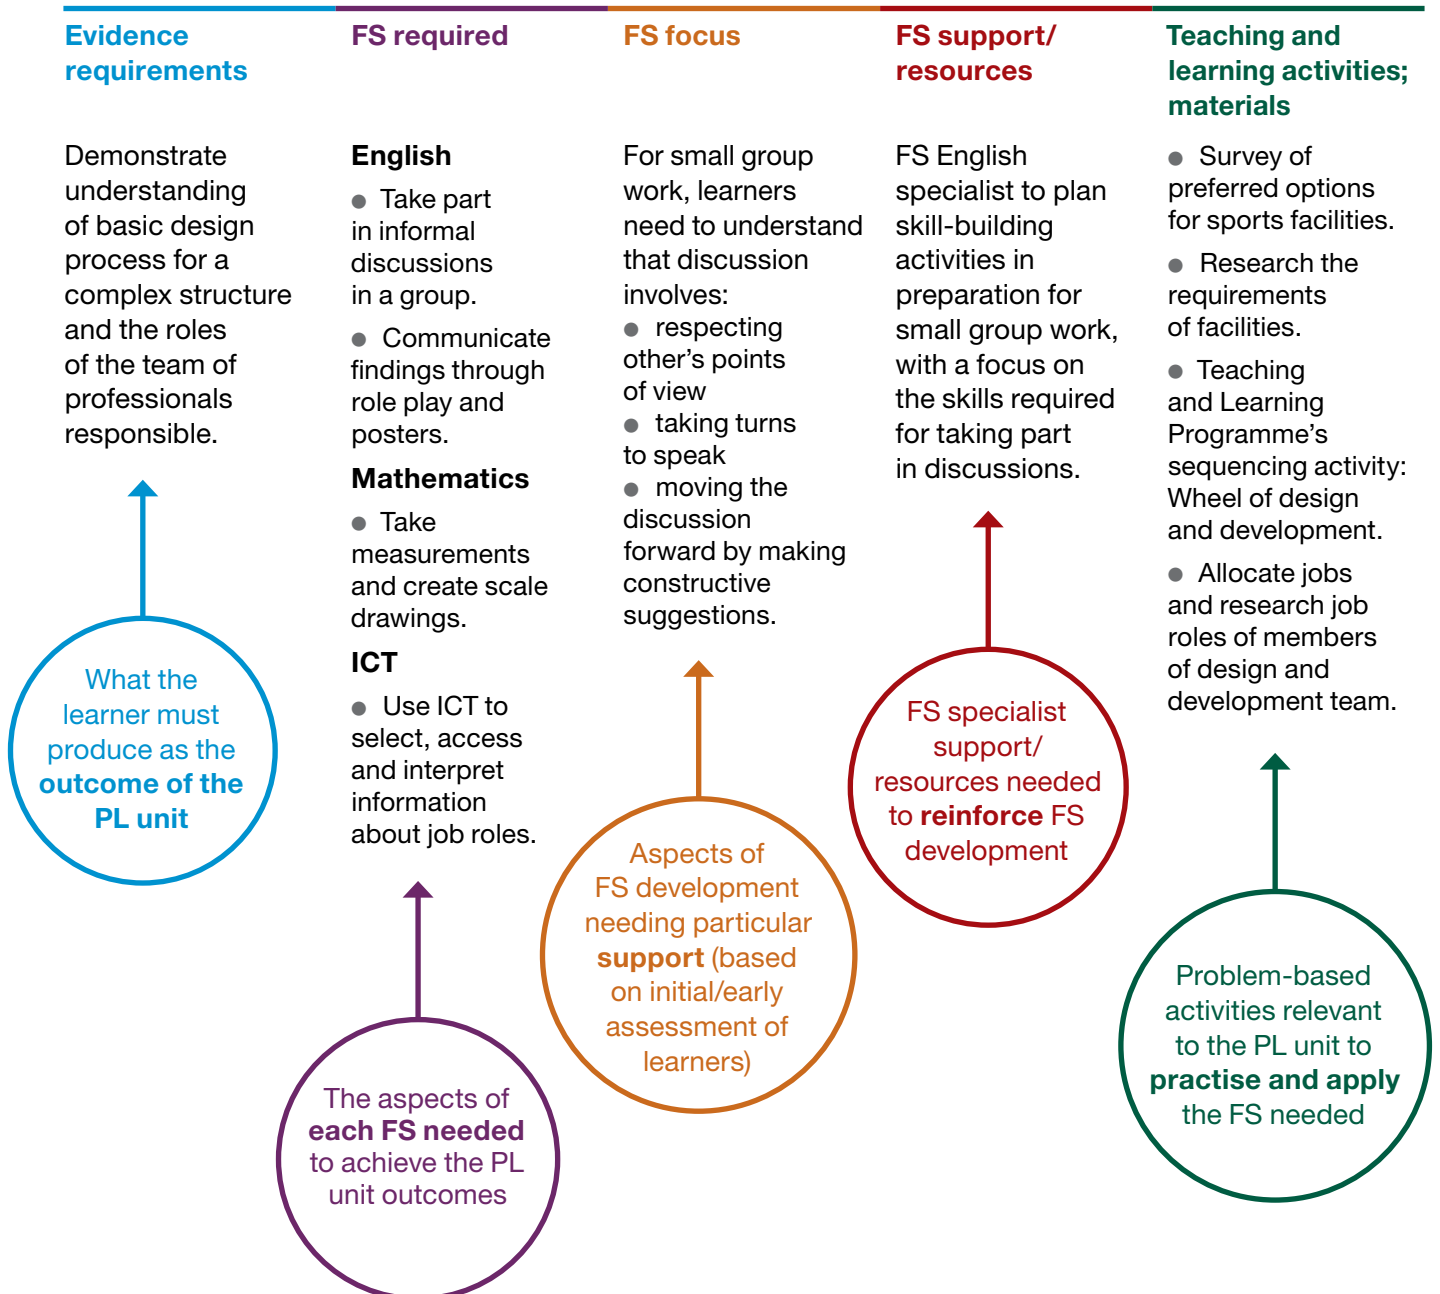 Evidence
requirements
Demonstrate
understanding
of basic design
process for a
complex structure
and the roles
of the team of
professionals
responsible.
What the
learner must
produce as the
outcome of the
PL unit
FS required
English
● Take part
in informal
discussions
in a group.
● Communicate
findings through
role play and
posters.
Mathematics
● Take
measurements
and create scale
drawings.
ICT
● Use ICT to
select, access
and interpret
information
about job roles.
The aspects of
each FS needed
to achieve the PL
unit outcomes
FS focus
For small group
work, learners
need to understand
that discussion
involves:
● respecting
other’s points
of view
● taking turns
to speak
● moving the
discussion
forward by making
constructive
suggestions.
Aspects of
FS development
needing particular
support (based
on initial/early
assessment of
learners)
FS support/
resources
FS English
specialist to plan
skill-building
activities in
preparation for
small group work,
with a focus on
the skills required
for taking part
in discussions.
FS specialist
support/
resources needed
to reinforce FS
development
Teaching and
learning activities;
materials
● Survey of
preferred options
for sports facilities.
● Research the
requirements
of facilities.
● Teaching
and Learning
Programme’s
sequencing activity:
Wheel of design
and development.
● Allocate jobs
and research job
roles of members
of design and
development team.
Problem-based
activities relevant
to the PL unit to
practise and apply
the FS needed